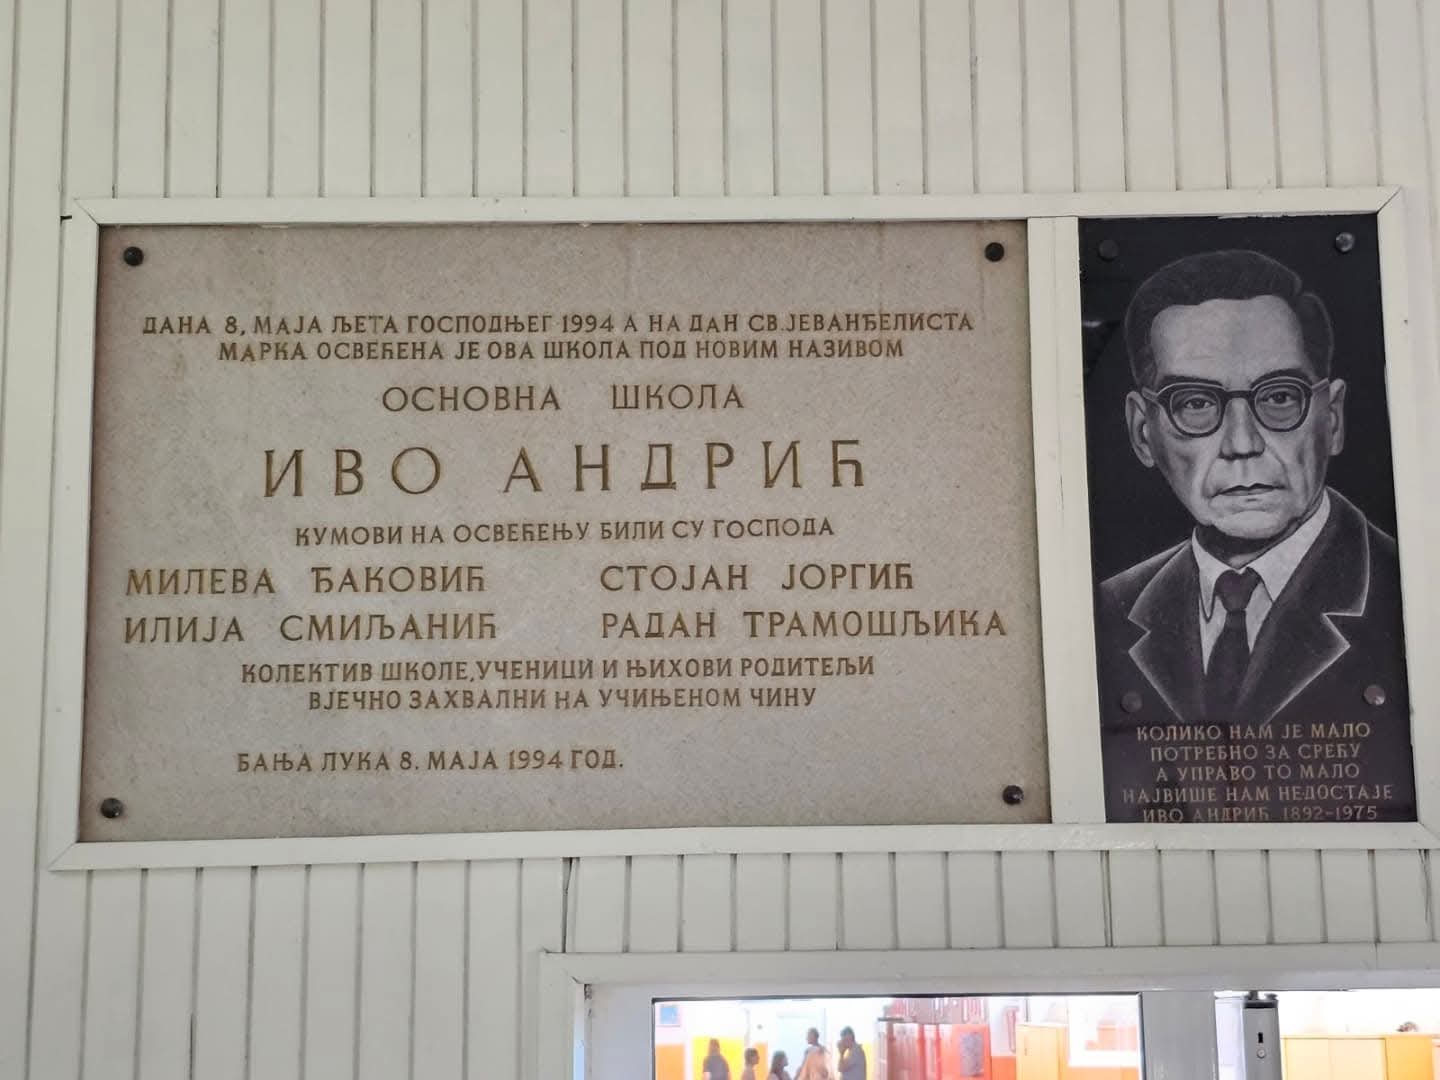 ДАНА 8, МАЈА ЉЕТА ГОСПОДЊЕГ 1994 А НА ДАН СВ.ЈЕВАНЂЕЛИСТА
МАРКА ОСВЕЋЕНА ЈЕ ОВА ШКОЛА ПОД НОВИМ НАЗИВОМ
ОСНОВНА ШКОЛА
ИВО АНДРИЋ
КУМОВИ НА ОСВЕЋЕЊУ БИЛИ СУ ГОСПОДА
МИЛЕВА ЂАКОВИЋ СТОЈАН ЈОРГИЋ
ИЛИЈА СМИЉАНИЋ РАДАН ТРАМОШЉИКА
КОЛЕКТИВ ШКОЛЕ, УЧЕНИЦИ И ЊИХОВИ РОДИТЕЉИ
ВЈЕЧНО ЗАХВАЛНИ НА УЧИЊЕНОМ ЧИНУ
БАЊА ЛУКА 8. МАЈА 1994 ГОД.
КОЛИКО НАМ ЈЕ МАЛО
ПОТРЕБНО ЗА СРЕЋУ
А УПРАВО ТО МАЛО
НАЈВИШЕ НАМ НЕДОСТАЈЕ
ИВО АНДРИЋ 1892-1975